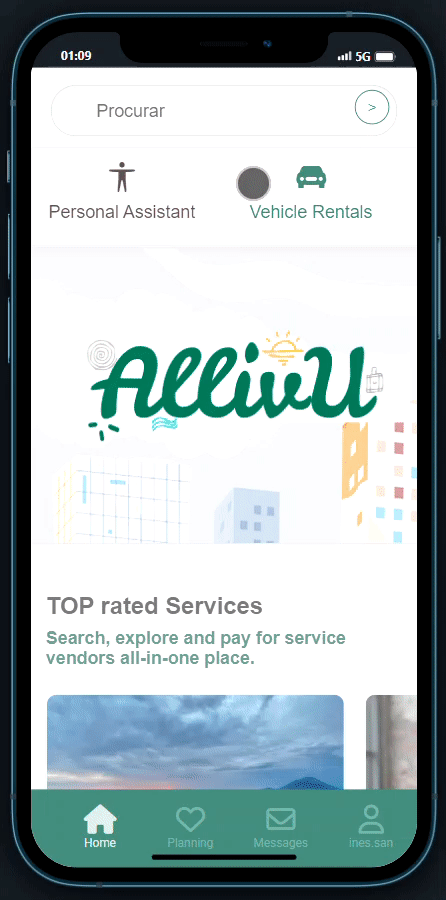 01:09
5G
Procurar
>
Personal Assistant
Vehicle Rentals
AllivU
TOP rated Services
Search, explore and pay for service
vendors all-in-one place.
Home
Planning
Messages
ines.san